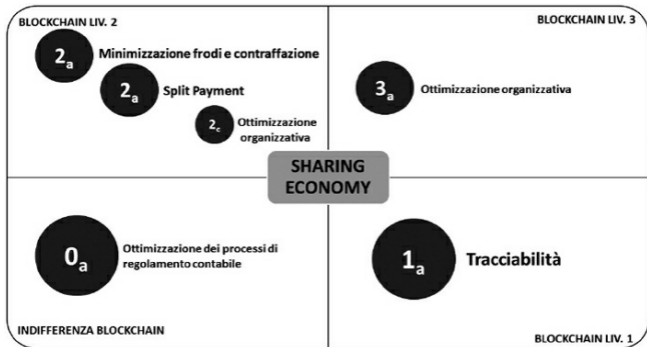 BLOCKCHAIN LIV. 2
2a Minimizzazione frodi e contraffazione
2a Split Payment
2c Ottimizzazione
organizzativa
BLOCKCHAIN LIV. 3
3a Ottimizzazione organizzativa
SHARING
ECONOMY
0a Ottimizzazione dei processi di
regolamento contabile
INDIFFERENZA BLOCKCHAIN
1a Tracciabilità
BLOCKCHAIN LIV. 1